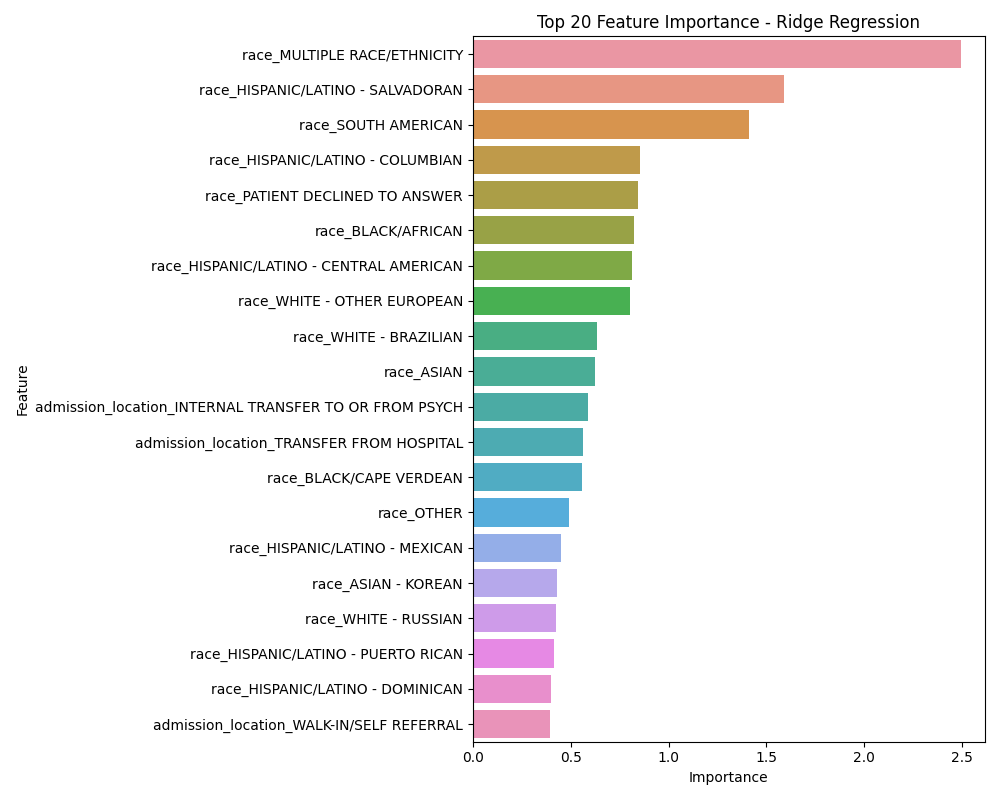 Top 20 Feature Importance - Ridge Regression
race_MULTIPLE RACE/ETHNICITY
race_HISPANIC/LATINO - SALVADORAN
race_SOUTH AMERICAN
race_HISPANIC/LATINO - COLUMBIAN
race_PATIENT DECLINED TO ANSWER
race_BLACK/AFRICAN
race_HISPANIC/LATINO - CENTRAL AMERICAN
race_WHITE - OTHER EUROPEAN
race_WHITE - BRAZILIAN
race_ASIAN
admission_location_INTERNAL TRANSFER TO OR FROM PSYCH
admission_location_TRANSFER FROM HOSPITAL
race_BLACK/CAPE VERDEAN
race_OTHER
race_HISPANIC/LATINO - MEXICAN
race_ASIAN - KOREAN
race_WHITE - RUSSIAN
race_HISPANIC/LATINO - PUERTO RICAN
race_HISPANIC/LATINO - DOMINICAN
admission_location_WALK-IN/SELF REFERRAL
Feature
0.0 0.5 1.0 1.5 2.0 2.5
Importance